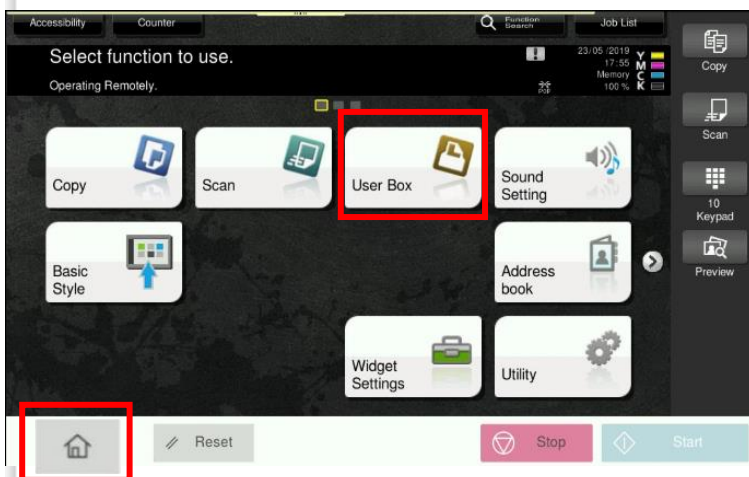 Accessibility Counter Function Search Job List
Select function to use.
23/05/2019
17:55
Operating Remotely.
Memory
100 %
Y
M
C
K
Copy
Scan
10
Keypad
Preview
Copy
Scan
User Box
Sound
Setting
Basic
Style
Address
book
Widget
Settings
Utility
Reset
Stop
Start